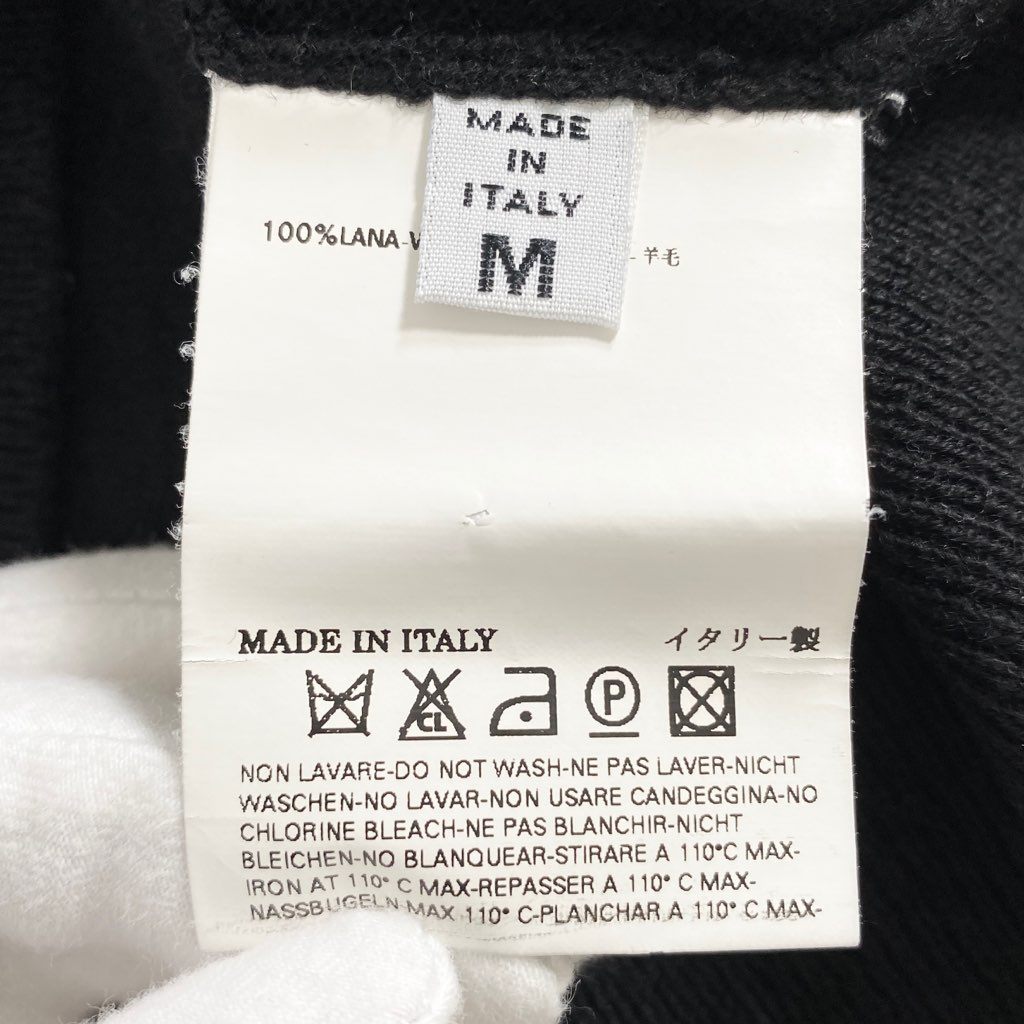 MADE
IN
ITALY
M
100%LANA-
- 羊毛
MADE IN ITALY
イタリー製
CL
P
NON LAVARE-DO NOT WASH-NE PAS LAVER-NICHT
WASCHEN-NO LAVAR-NON USARE CANDEGGINA-NO
CHLORINE BLEACH-NE PAS BLANCHIR-NICHT
BLEICHEN-NO BLANQUEAR-STIRARE A 110°C MAX-
IRON AT 110° C MAX-REPASSER A 110° C MAX-
NASSBUGELN MAX 110° C-PLANCHAR A 110° C MAX-